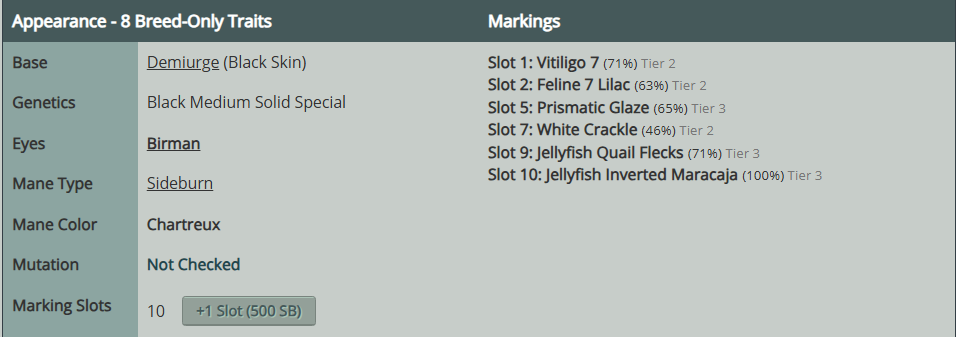 Appearance - 8 Breed-Only Traits
Base Demiurge (Black Skin)
Genetics Black Medium Solid Special
Eyes Birman
Mane Type Sideburn
Mane Color Chartreux
Mutation Not Checked
Marking Slots 10 +1 Slot (500 SB)
Markings
Slot 1: Vitiligo 7 (71%) Tier 2
Slot 2: Feline 7 Lilac (63%) Tier 2
Slot 5: Prismatic Glaze (65%) Tier 3
Slot 7: White Crackle (46%) Tier 2
Slot 9: Jellyfish Quail Flecks (71%) Tier 3
Slot 10: Jellyfish Inverted Maracaja (100%) Tier 3